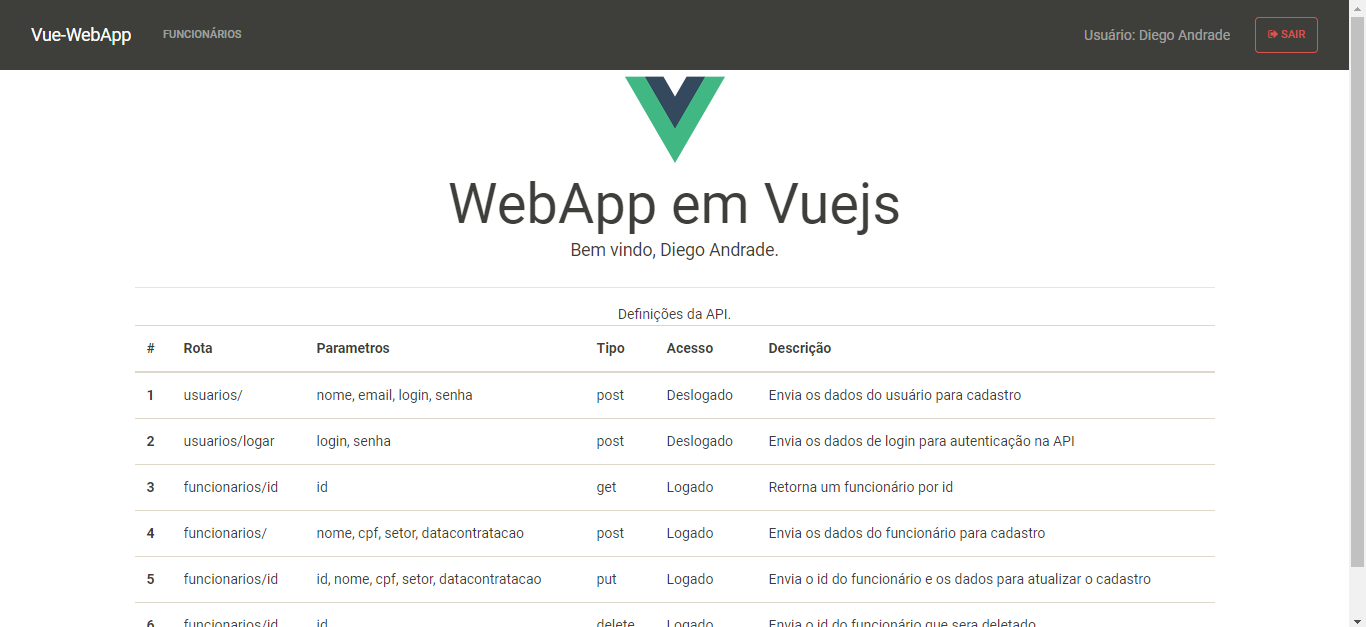 Vue-WebApp FUNCIONÁRIOS Usuário: Diego Andrade SAIR
WebApp em Vuejs
Bem vindo, Diego Andrade.
Definições da API.
# Rota Parametros Tipo Acesso Descrição
1 usuarios/ nome, email, login, senha post Deslogado Envia os dados do usuário para cadastro
2 usuarios/logar login, senha post Deslogado Envia os dados de login para autenticação na API
3 funcionarios/id id get Logado Retorna um funcionário por id
4 funcionarios/ nome, cpf, setor, datacontratacao post Logado Envia os dados do funcionário para cadastro
5 funcionarios/id id, nome, cpf, setor, datacontratacao put Logado Envia o id do funcionário e os dados para atualizar o cadastro
6 funcionarios/id id delete Logado Envia o id do funcionário que sera deletado